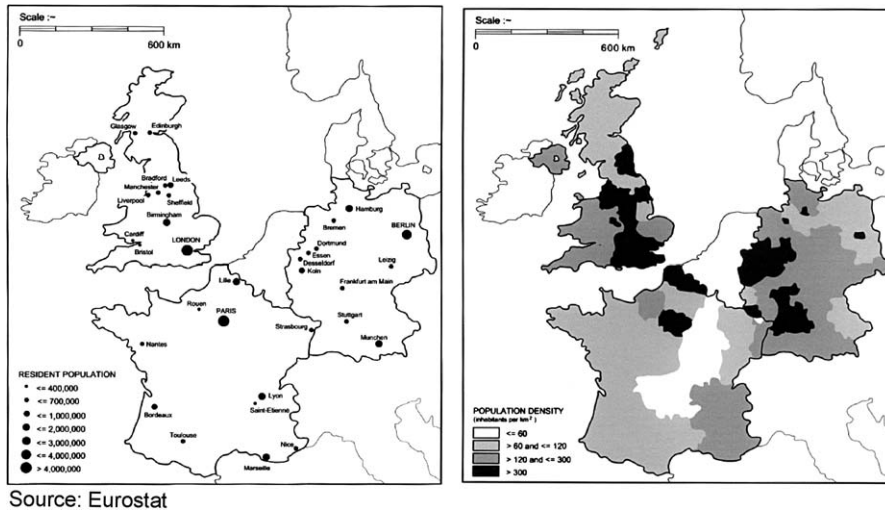 Scale :~
0
600 km
Glasgow
Edinburgh
Bradford
Leeds
Manchester
Liverpool
Sheffield
Birmingham
Cardiff
Bristol
LONDON
Hamburg
Bremen
BERLIN
Dortmund
Essen
Desseldorf
Koln
Leizig
Frankfurt am Main
Stuttgart
Munchen
Lille
Rouen
PARIS
Strasbourg
Nantes
Lyon
Saint-Etienne
Bordeaux
Toulouse
Nice
Marseille
RESIDENT POPULATION
<= 400,000
<= 700,000
<= 1,000,000
<= 2,000,000
<= 3,000,000
<= 4,000,000
> 4,000,000
Scale :~
0
600 km
POPULATION DENSITY
(inhabitants per km²)
<= 60
> 60 and <= 120
> 120 and <= 300
> 300
Source: Eurostat